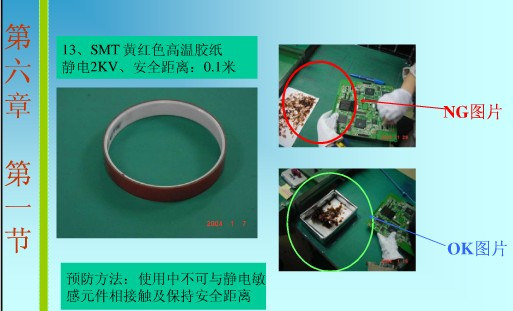 第六章 第一节
13、SMT黄红色高温胶纸
静电2KV、安全距离：0.1米
2004 1 7
NG图片
OK图片
预防方法：使用中不可与静电敏
感元件相接触及保持安全距离